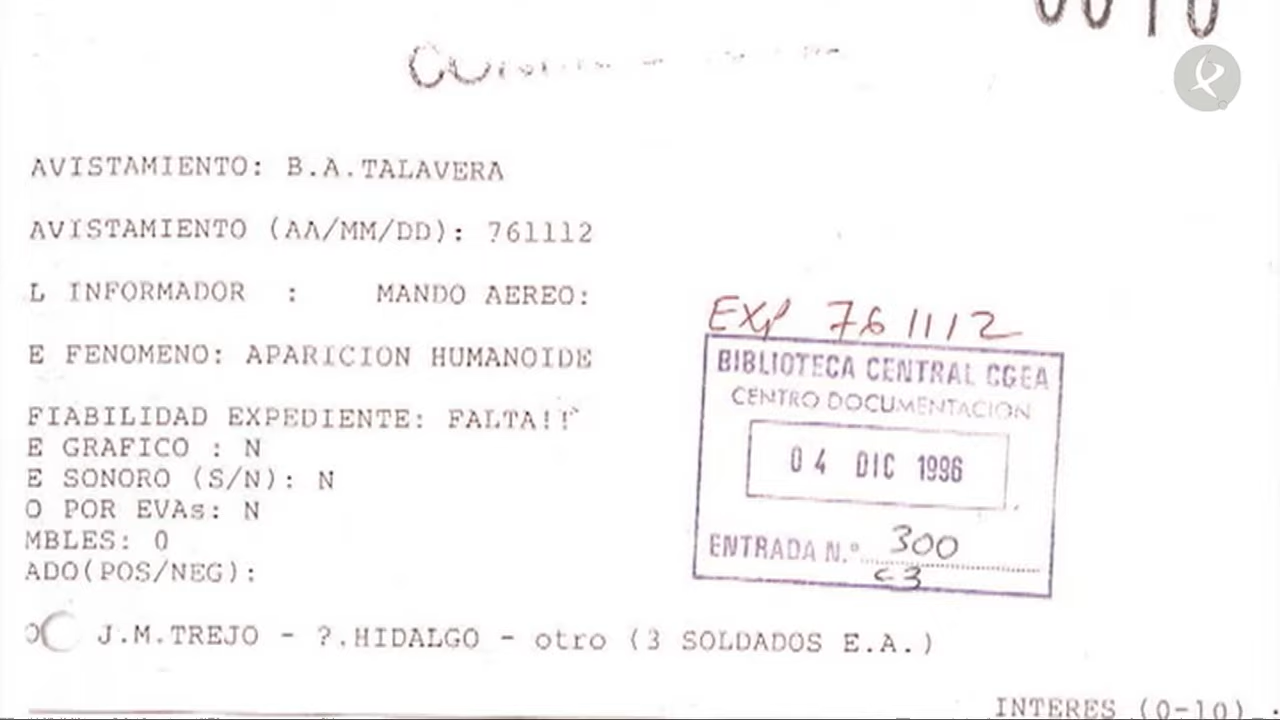 AVISTAMIENTO: B.A.TALAVERA
AVISTAMIENTO (AA/MM/DD): 761112
L INFORMADOR : MANDO AEREO:
E FENOMENO: APARICION HUMANOIDE
FIABILIDAD EXPEDIENTE: FALTA!!
E GRAFICO : N
E SONORO (S/N): N
O POR EVAs: N
MBLES: 0
ADO(POS/NEG):
EXP 761112
BIBLIOTECA CENTRAL CGEA
CENTRO DOCUMENTACION
04 DIC 1996
ENTRADA N.º 300
C3
J.M.TREJO - ?.HIDALGO - otro (3 SOLDADOS E.A.)
INTERES (0-10) :